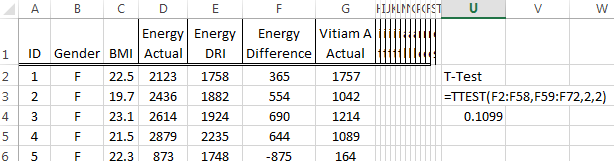 A B C D E F G U V W
1 ID Gender BMI Energy Actual Energy DRI Energy Difference Vitiam A Actual
2 1 F 22.5 2123 1758 365 1757 T-Test
3 2 F 19.7 2436 1882 554 1042 =TTEST(F2:F58,F59:F72,2,2)
4 3 F 23.1 2614 1924 690 1214 0.1099
5 4 F 21.5 2879 2235 644 1089
6 5 F 22.3 873 1748 -875 164